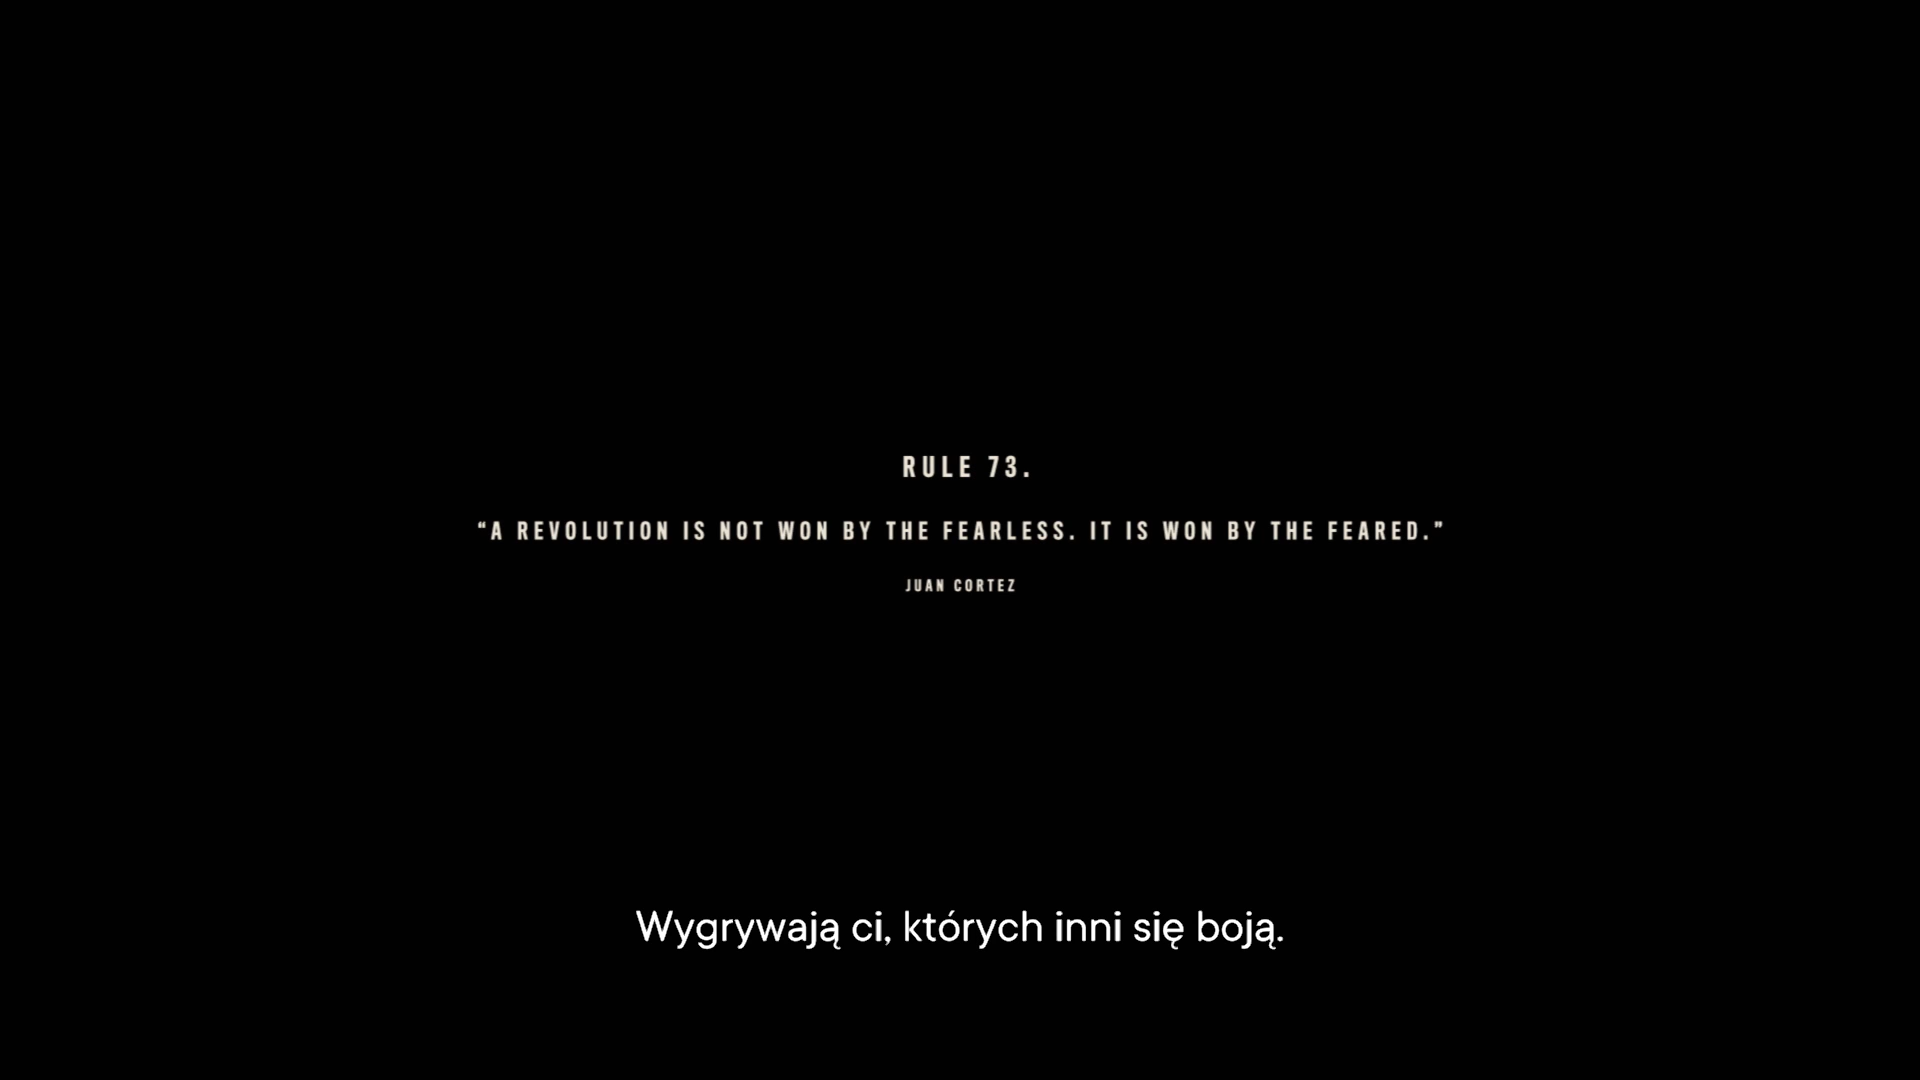 RULE 73.
“A REVOLUTION IS NOT WON BY THE FEARLESS. IT IS WON BY THE FEARED.”
JUAN CORTEZ
Wygrywają ci, których inni się boją.